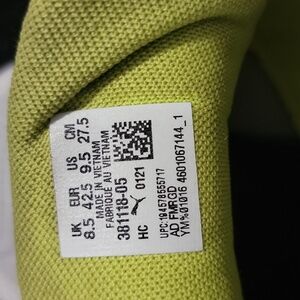 UK EUR US CM
8.5 42.5 9.5 27.5
MADE IN VIETNAM
FABRIQUÉ AU VIETNAM
381118-05
HC 0121
UPC:194578555717
AD FMRGD
YM%01016 4601067144_1